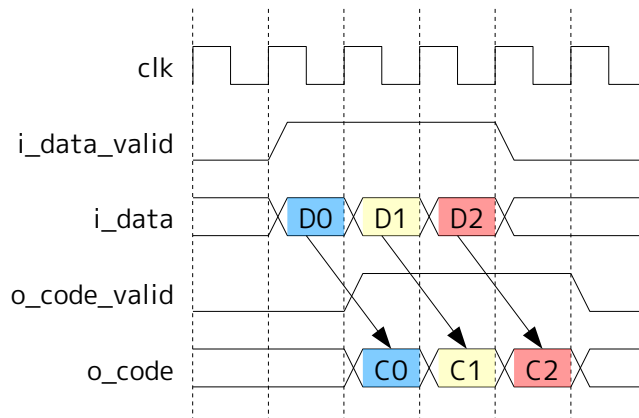 clk
i_data_valid
i_data D0 D1 D2
o_code_valid
o_code C0 C1 C2